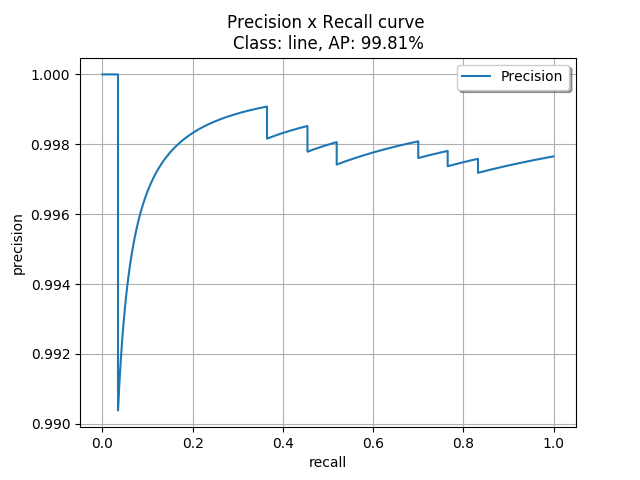 Precision x Recall curve
Class: line, AP: 99.81%
Precision
1.000
0.998
0.996
0.994
0.992
0.990
precision
0.0 0.2 0.4 0.6 0.8 1.0
recall